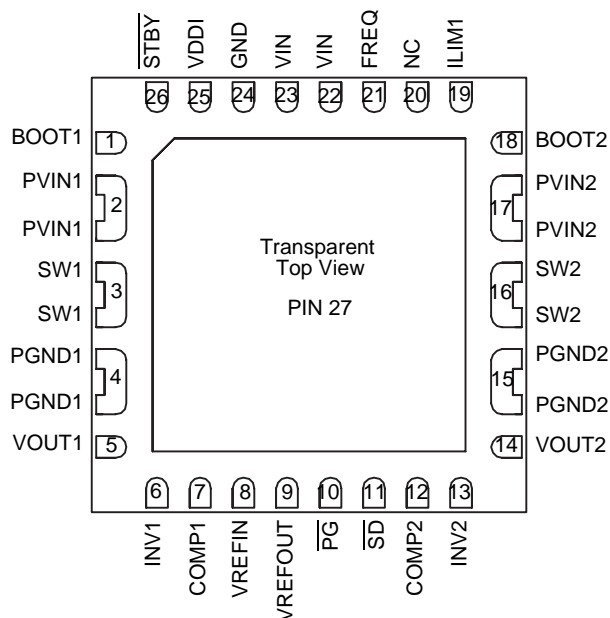 STBY
VDDI
GND
VIN
VIN
FREQ
NC
ILIM1
26
25
24
23
22
21
20
19
BOOT1
1
18
BOOT2
PVIN1
PVIN1
2
17
PVIN2
PVIN2
SW1
SW1
3
16
SW2
SW2
PGND1
PGND1
4
15
PGND2
PGND2
VOUT1
5
14
VOUT2
Transparent
Top View
PIN 27
6
7
8
9
10
11
12
13
INV1
COMP1
VREFIN
VREFOUT
PG
SD
COMP2
INV2